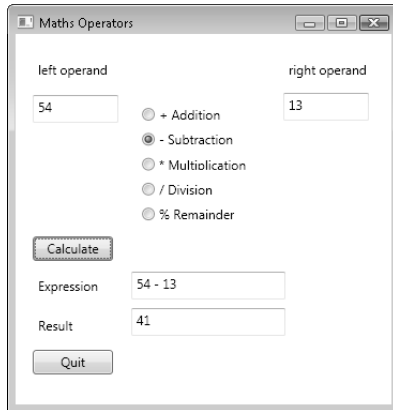 Maths Operators
left operand
right operand
54
13
+ Addition
- Subtraction
* Multiplication
/ Division
% Remainder
Calculate
Expression
54 - 13
Result
41
Quit